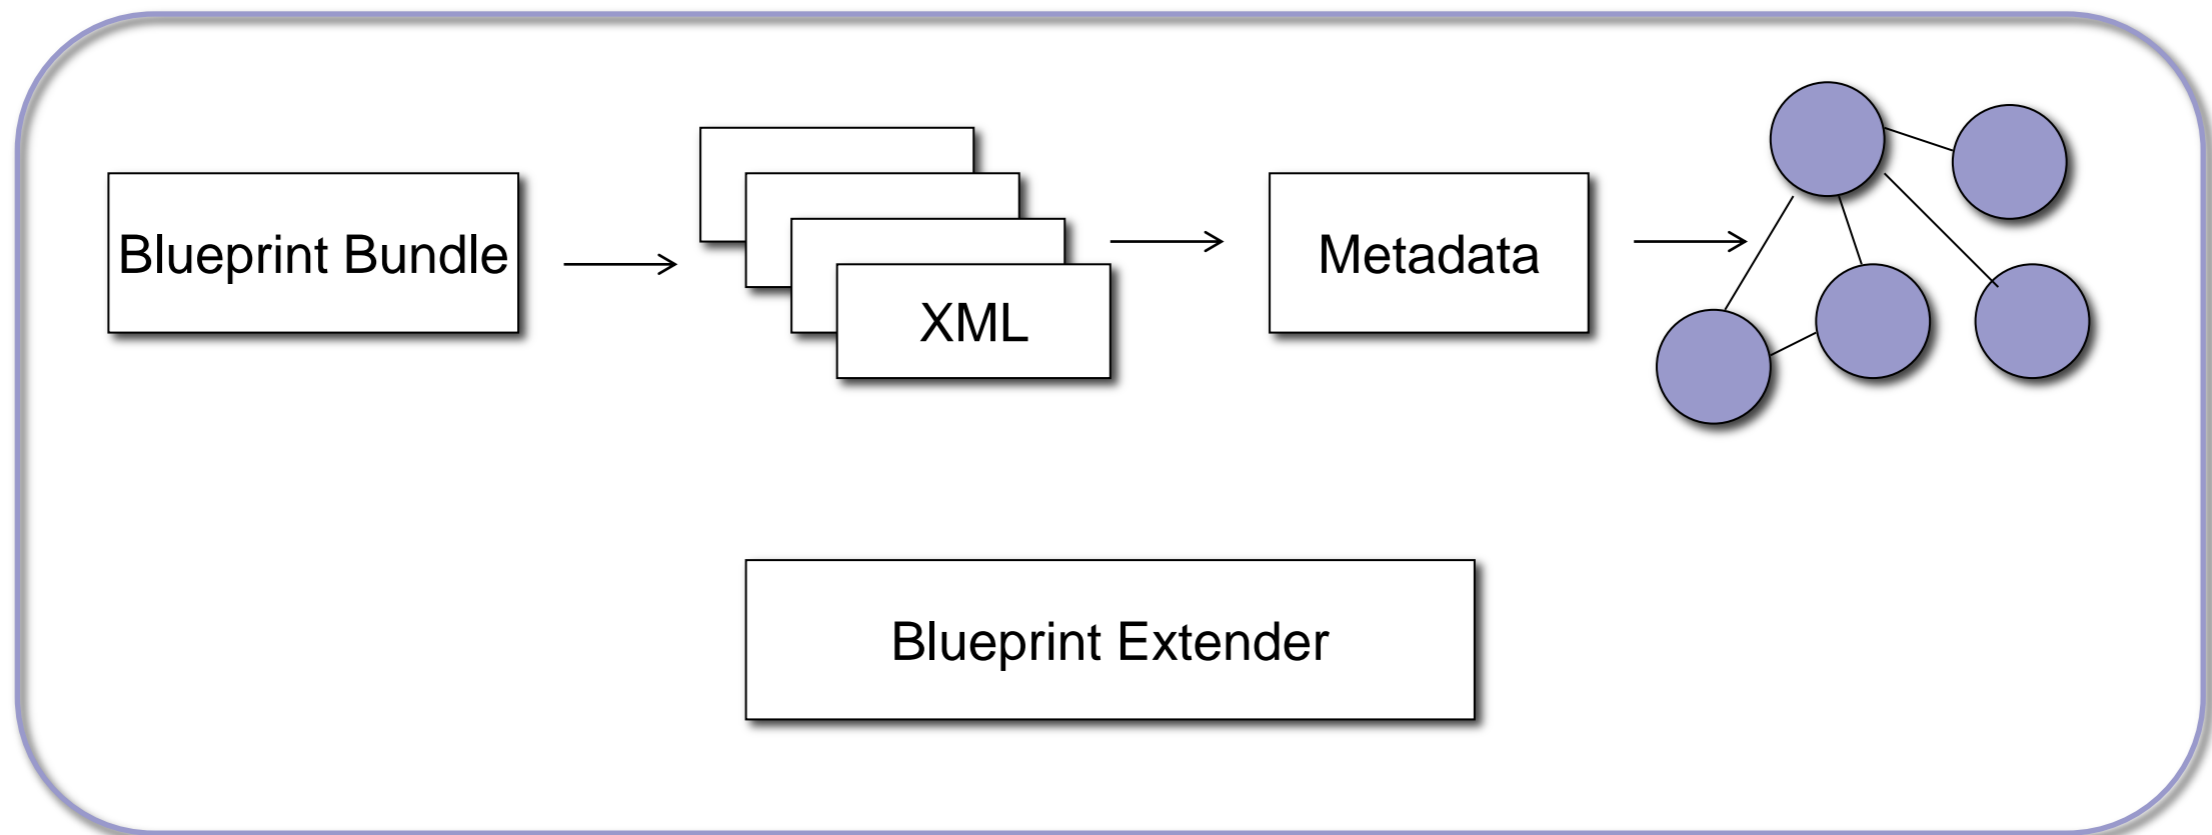 Blueprint Bundle
XML
Metadata
Blueprint Extender